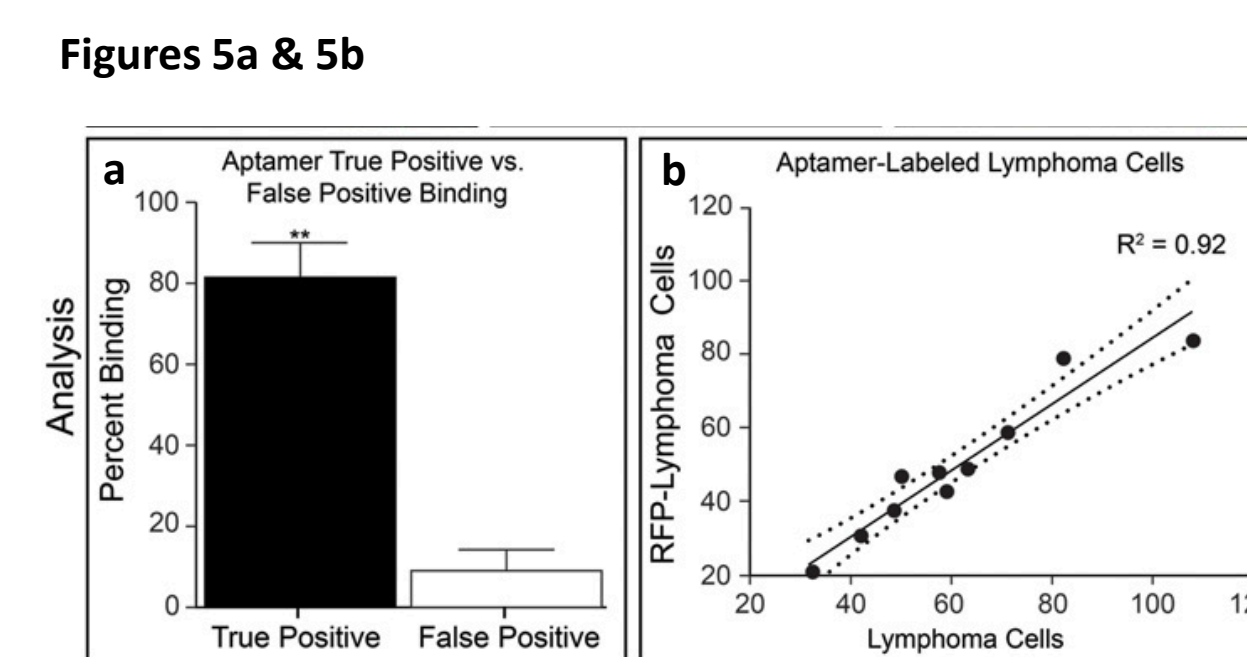 Figures 5a & 5b
Analysis
a
Aptamer True Positive vs.
False Positive Binding
Percent Binding
100
80
60
40
20
0
True Positive
False Positive
**
b
Aptamer-Labeled Lymphoma Cells
R² = 0.92
RFP-Lymphoma Cells
120
100
80
60
40
20
20 40 60 80 100
Lymphoma Cells